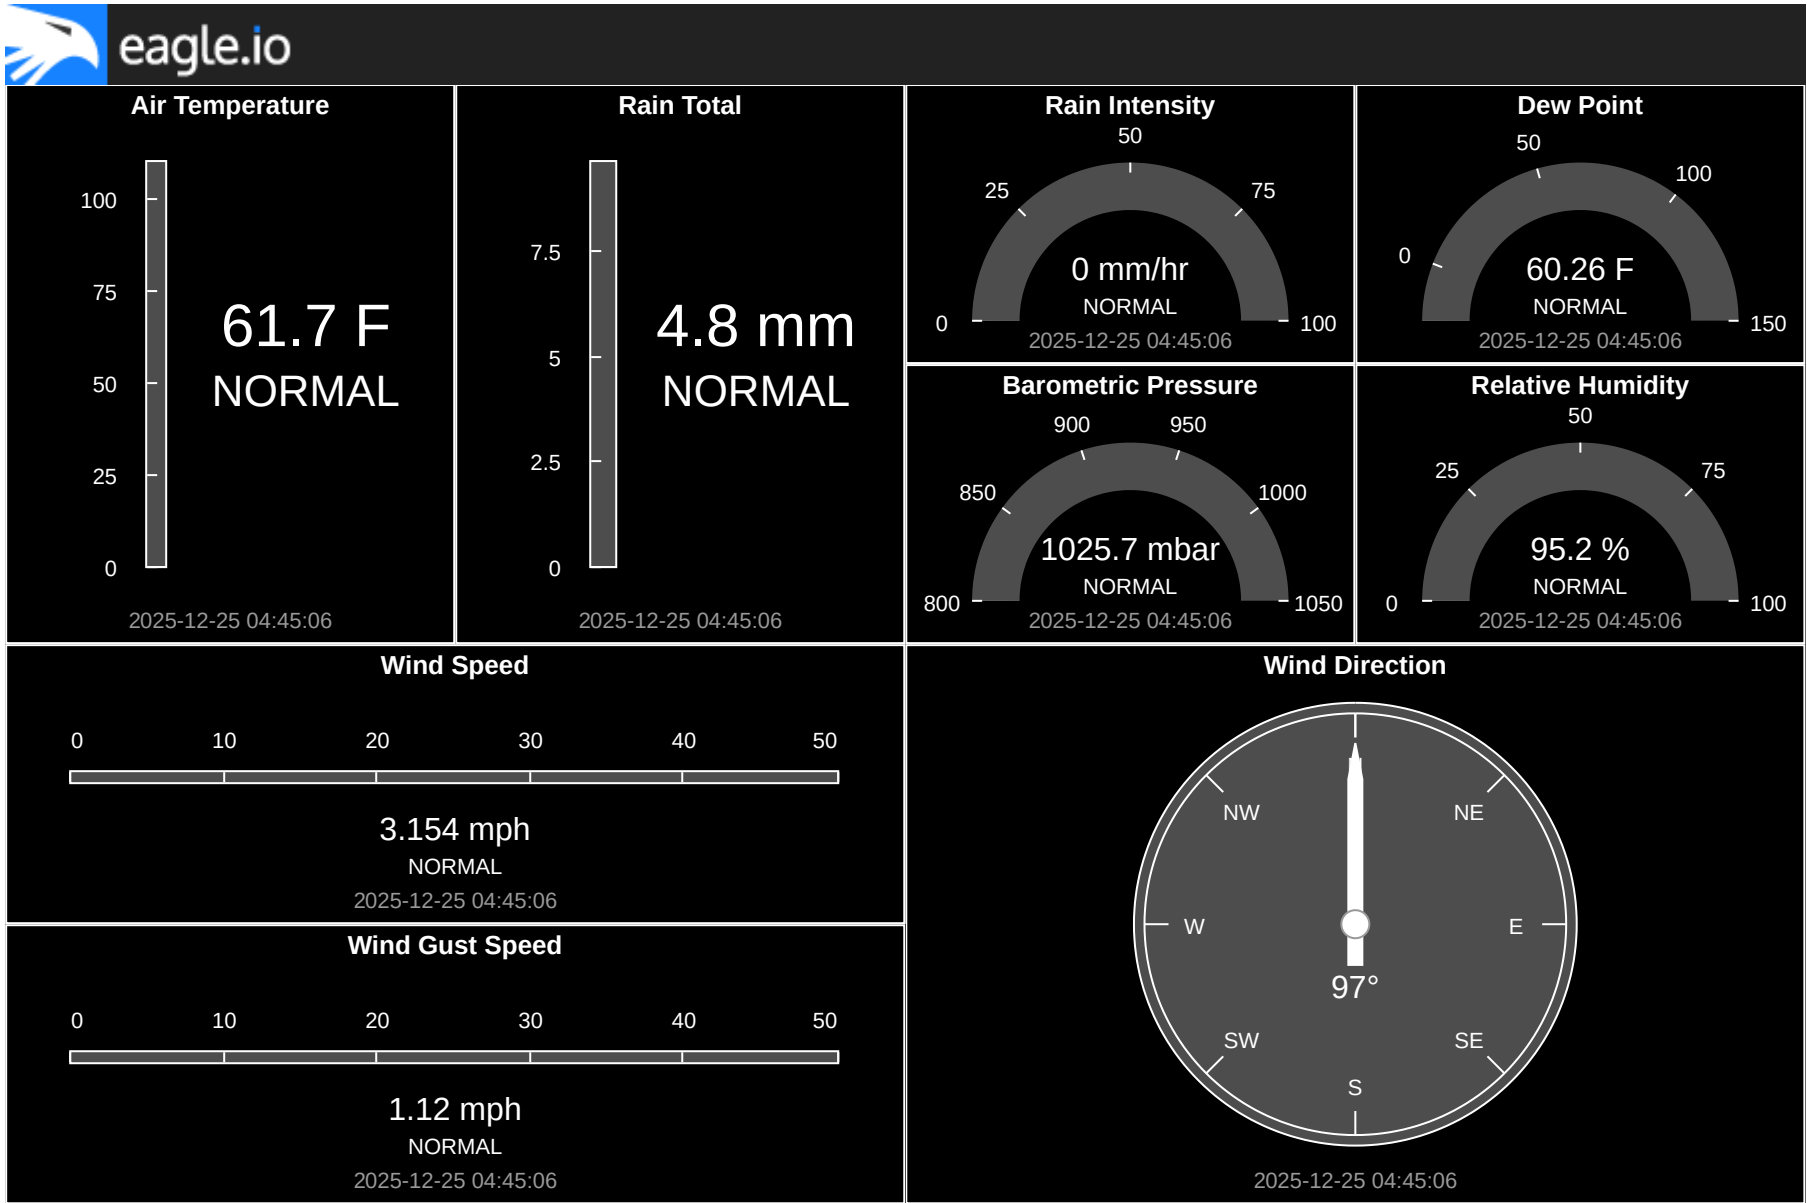 eagle.io
Air Temperature
100
75
50
25
0
61.7 F
NORMAL
2025-12-25 04:45:06
Rain Total
7.5
5
2.5
0
4.8 mm
NORMAL
2025-12-25 04:45:06
Rain Intensity
0
25
50
75
100
0 mm/hr
NORMAL
2025-12-25 04:45:06
Dew Point
0
50
100
150
60.26 F
NORMAL
2025-12-25 04:45:06
Barometric Pressure
800
850
900
950
1000
1050
1025.7 mbar
NORMAL
2025-12-25 04:45:06
Relative Humidity
0
25
50
75
100
95.2 %
NORMAL
2025-12-25 04:45:06
Wind Speed
0 10 20 30 40 50
3.154 mph
NORMAL
2025-12-25 04:45:06
Wind Gust Speed
0 10 20 30 40 50
1.12 mph
NORMAL
2025-12-25 04:45:06
Wind Direction
NW NE
W E
97°
SW SE
S
2025-12-25 04:45:06